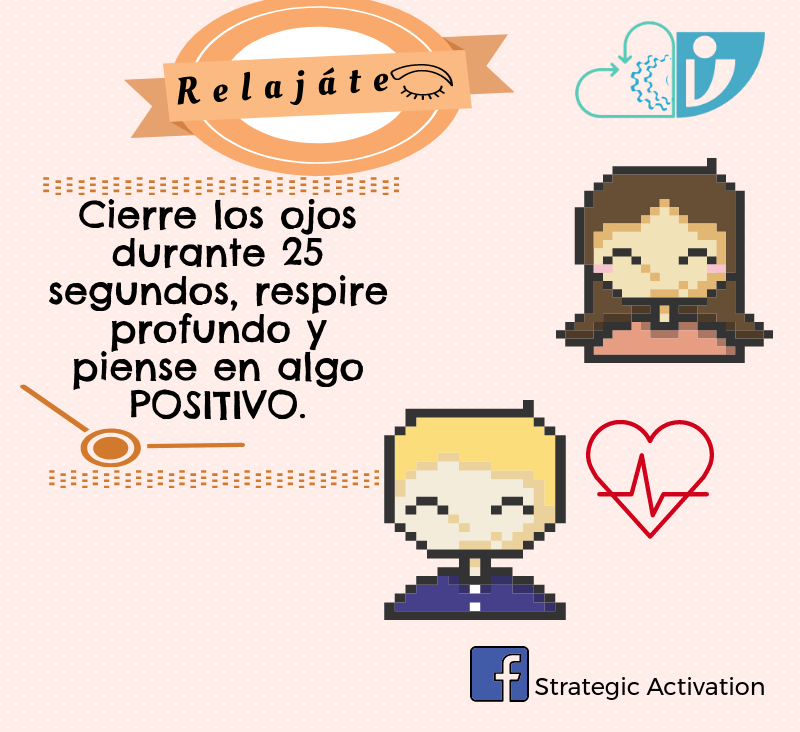 Relajáte
Cierre los ojos
durante 25
segundos, respire
profundo y
piense en algo
POSITIVO.
Strategic Activation